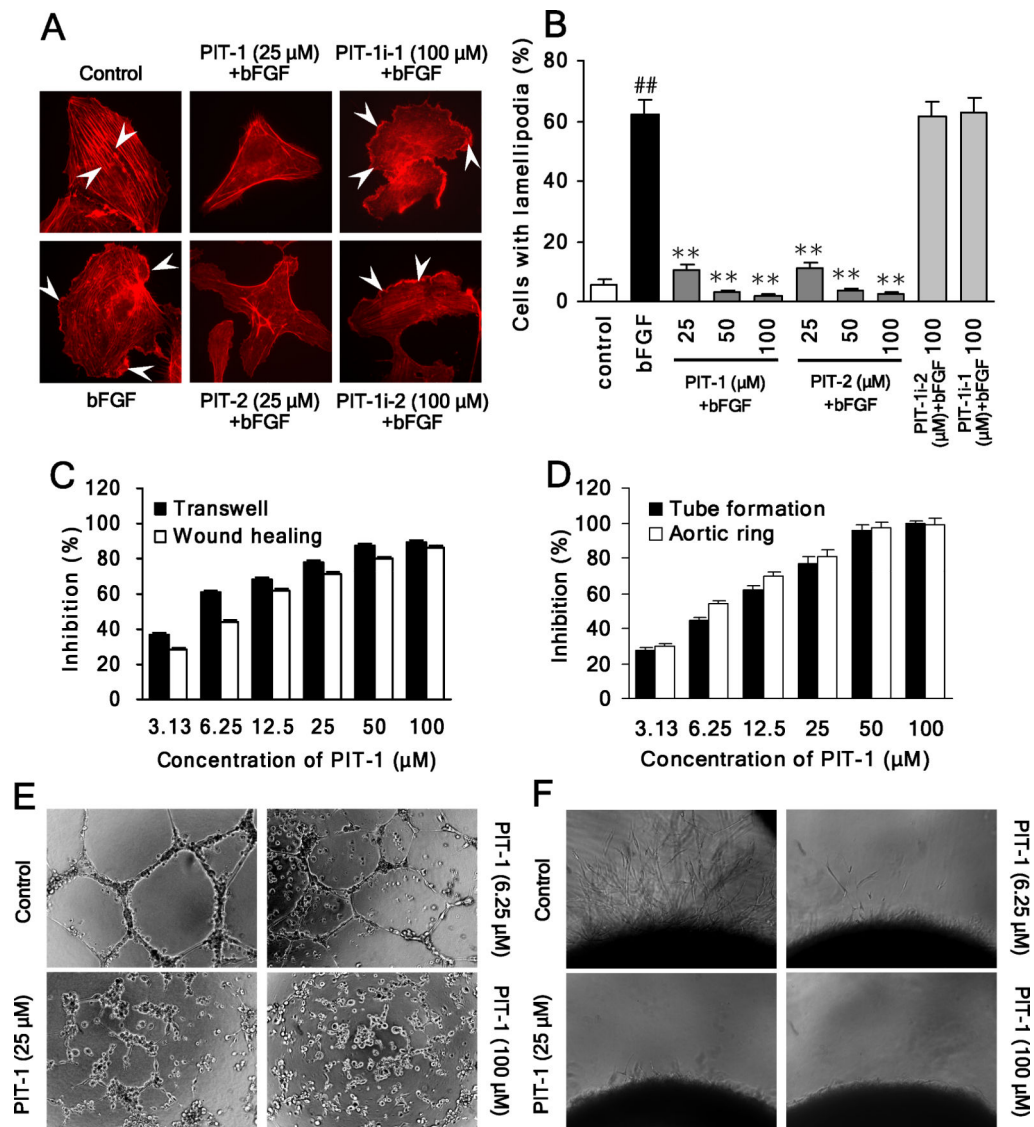 A
Control
PIT-1 (25 µM)
+bFGF
PIT-1i-1 (100 µM)
+bFGF
bFGF
PIT-2 (25 µM)
+bFGF
PIT-1i-2 (100 µM)
+bFGF
B
Cells with lamellipodia (%)
80
60
40
20
0
##
**
**
**
**
**
**
control
bFGF
25
50
100
25
50
100
100
100
PIT-1 (µM)
+bFGF
PIT-2 (µM)
+bFGF
PIT-1i-2
(µM)+bFGF
PIT-1i-1
(µM)+bFGF
C
Inhibition (%)
120
100
80
60
40
20
0
Transwell
Wound healing
3.13 6.25 12.5 25 50 100
Concentration of PIT-1 (µM)
D
Inhibition (%)
120
100
80
60
40
20
0
Tube formation
Aortic ring
3.13 6.25 12.5 25 50 100
Concentration of PIT-1 (µM)
E
Control
PIT-1 (6.25 µM)
PIT-1 (25 µM)
PIT-1 (100 µM)
F
Control
PIT-1 (6.25 µM)
PIT-1 (25 µM)
PIT-1 (100 µM)